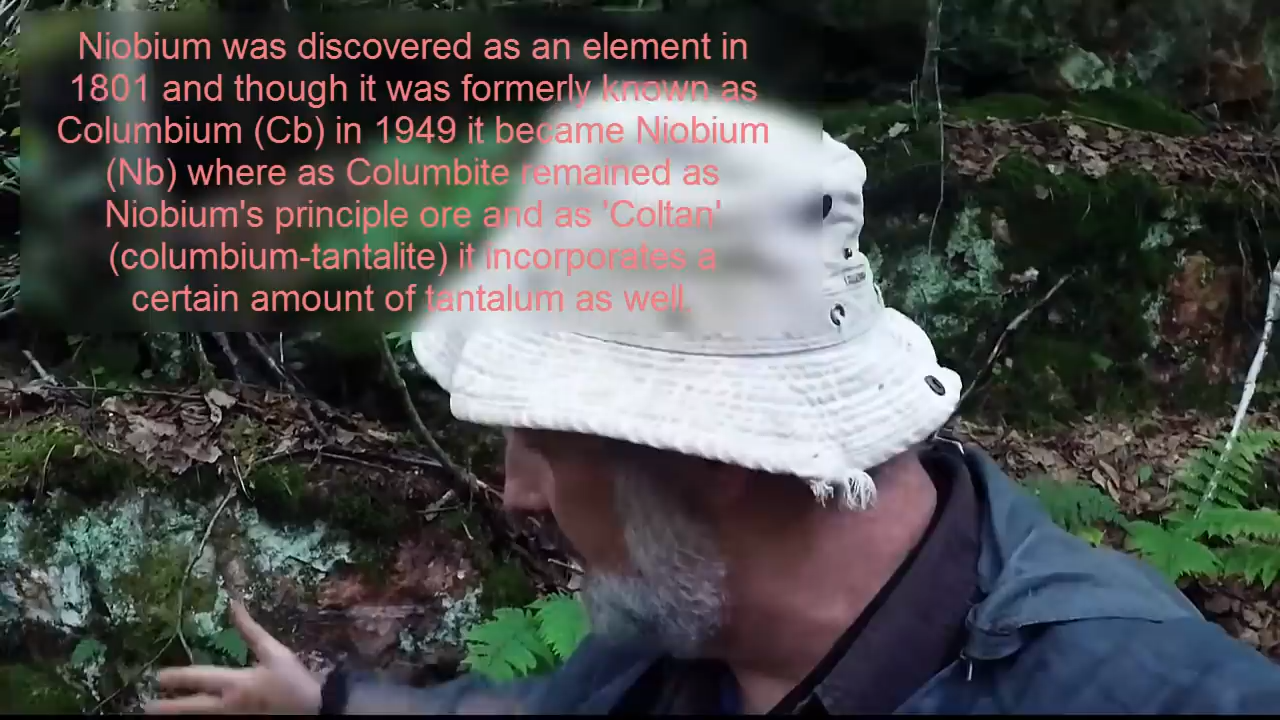 Niobium was discovered as an element in
1801 and though it was formerly known as
Columbium (Cb) in 1949 it became Niobium
(Nb) where as Columbite remained as
Niobium's principle ore and as 'Coltan'
(columbium-tantalite) it incorporates a
certain amount of tantalum as well.